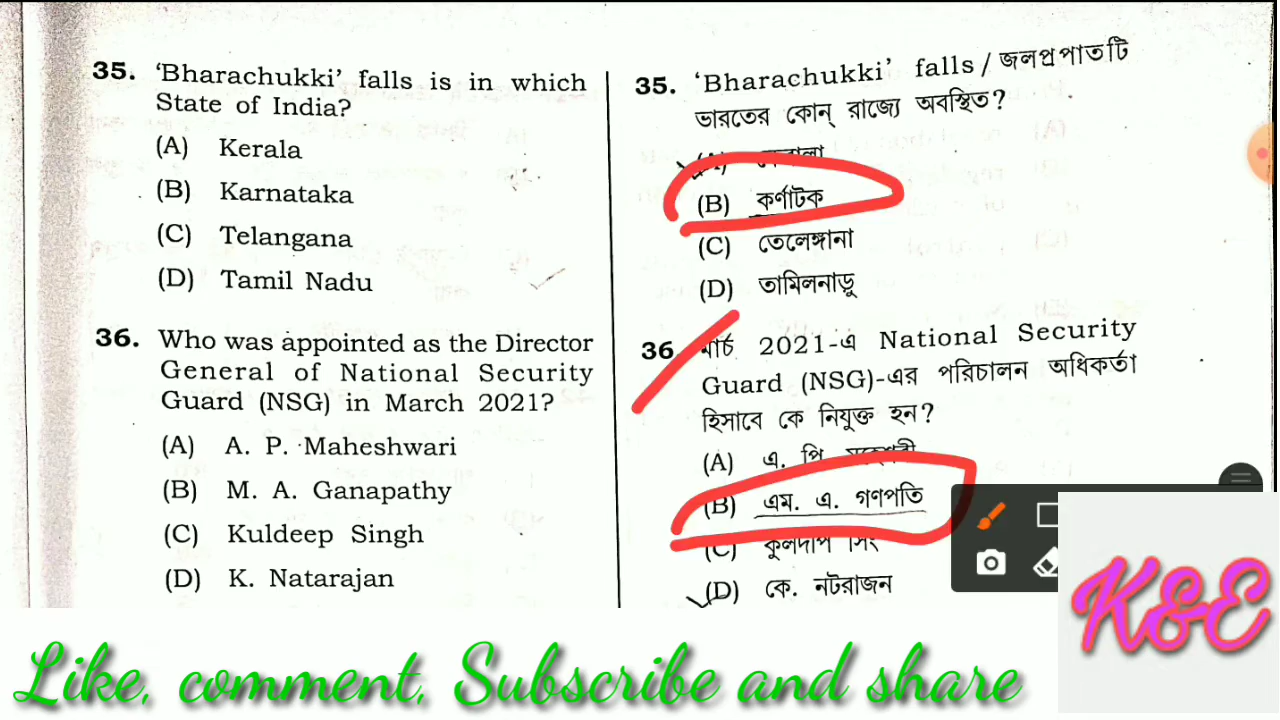 35. ‘Bharachukki’ falls is in which
State of India?
(A) Kerala
(B) Karnataka
(C) Telangana
(D) Tamil Nadu
36. Who was appointed as the Director
General of National Security
Guard (NSG) in March 2021?
(A) A. P. Maheshwari
(B) M. A. Ganapathy
(C) Kuldeep Singh
(D) K. Natarajan
35. ‘Bharachukki’ falls / জলপ্রপাতটি
ভারতের কোন্ রাজ্যে অবস্থিত?
(A)
(B) কর্ণাটক
(C) তেলেঙ্গানা
(D) তামিলনাড়ু
36. মার্চ 2021-এ National Security
Guard (NSG)-এর পরিচালন অধিকর্তা
হিসাবে কে নিযুক্ত হন?
(A) এ. পি.
(B) এম. এ. গণপতি
(C) কুলদীপ সিং
(D) কে. নটরাজন
K&E
Like, comment, Subscribe and share